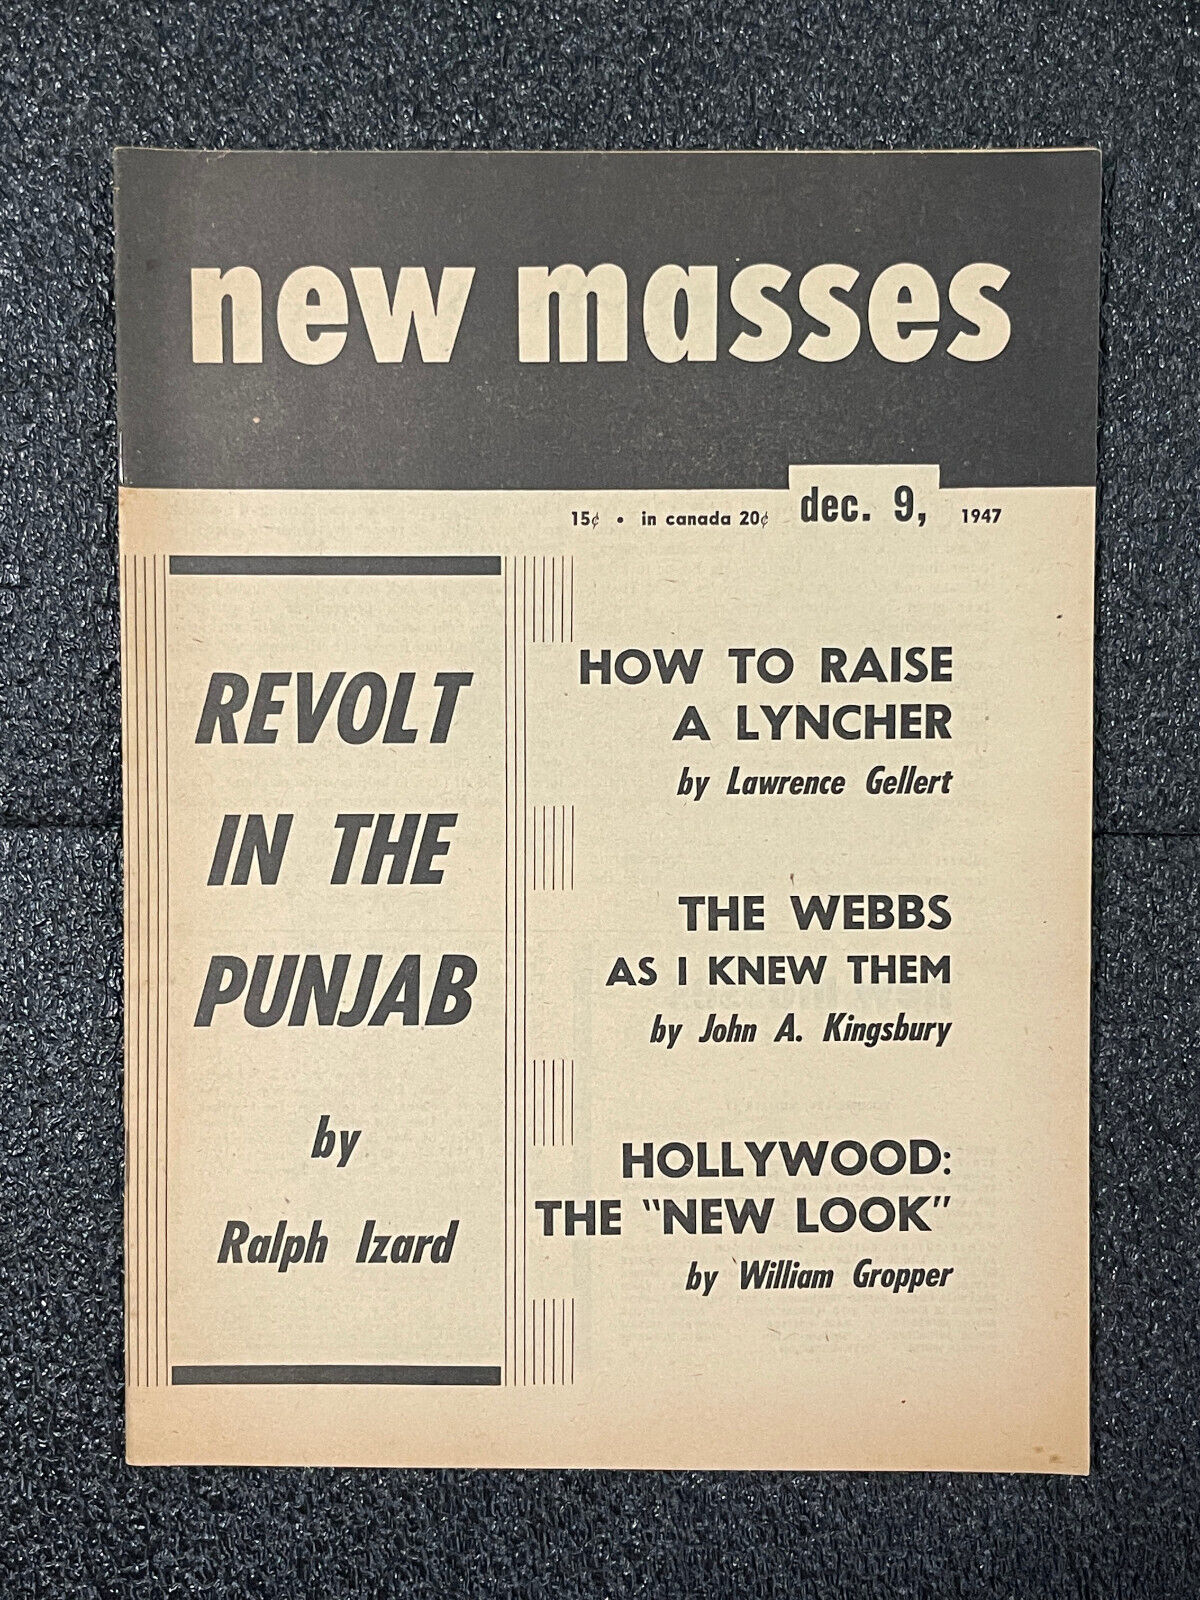 new masses
15¢ • in canada 20¢ dec. 9, 1947
REVOLT
IN THE
PUNJAB
by
Ralph Izard
HOW TO RAISE
A LYNCHER
by Lawrence Gellert
THE WEBBS
AS I KNEW THEM
by John A. Kingsbury
HOLLYWOOD:
THE "NEW LOOK"
by William Gropper